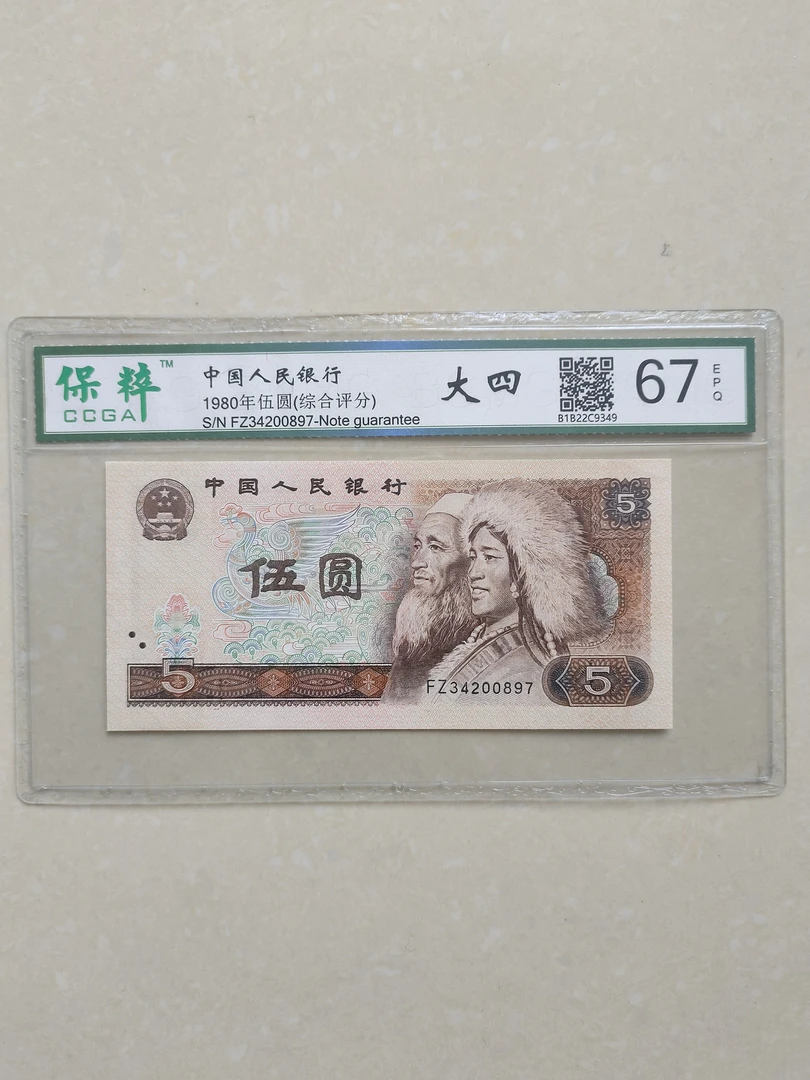 保粹™
CCGA
中国人民银行
1980年伍圆(综合评分)
S/N FZ34200897-Note guarantee
大四
B1B22C9349
67
EPQ
中国人民银行
5
伍圆
5
FZ34200897
5